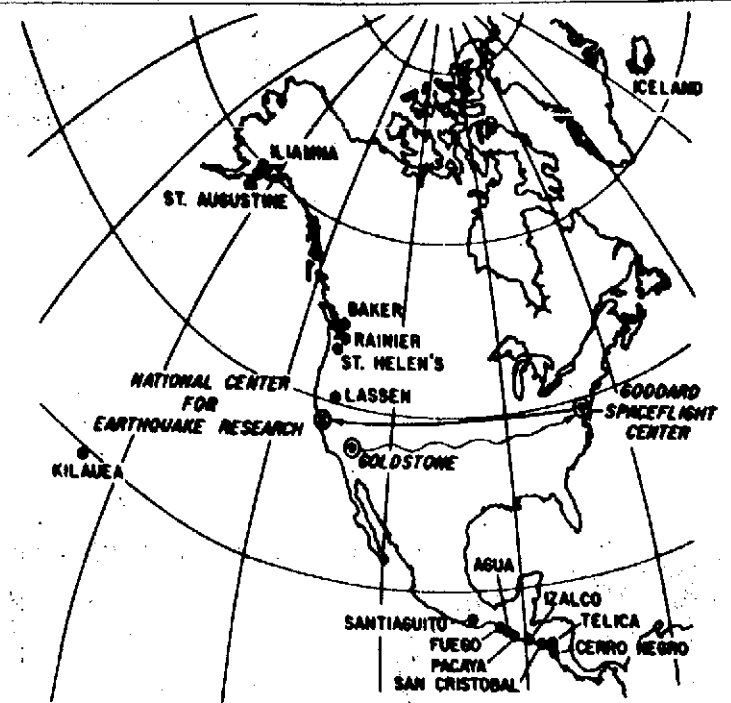 ICELAND
ILIAMNA
ST. AUGUSTINE
BAKER
RAINIER
ST. HELEN'S
NATIONAL CENTER
FOR
EARTHQUAKE RESEARCH
LASSEN
GODDARD
SPACEFLIGHT
CENTER
GOLDSTONE
KILAUEA
AGUA
IZALCO
SANTIAGUITO
TELICA
FUEGO
CERRO NEGRO
PACAYA
SAN CRISTOBAL